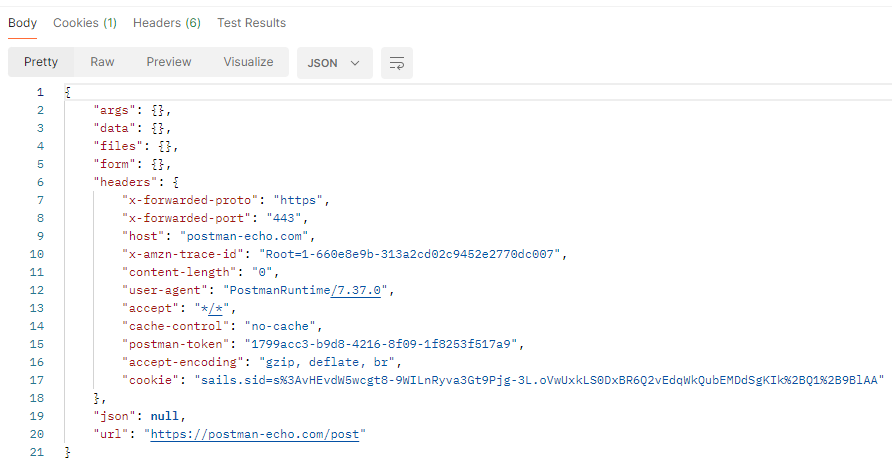 Body Cookies (1) Headers (6) Test Results
Pretty Raw Preview Visualize JSON
1 {
2 "args": {},
3 "data": {},
4 "files": {},
5 "form": {},
6 "headers": {
7 "x-forwarded-proto": "https",
8 "x-forwarded-port": "443",
9 "host": "postman-echo.com",
10 "x-amzn-trace-id": "Root=1-660e8e9b-313a2cd02c9452e2770dc007",
11 "content-length": "0",
12 "user-agent": "PostmanRuntime/7.37.0",
13 "accept": "*/*",
14 "cache-control": "no-cache",
15 "postman-token": "1799acc3-b9d8-4216-8f09-1f8253f517a9",
16 "accept-encoding": "gzip, deflate, br",
17 "cookie": "sails.sid=s%3AvHEvdW5wcgt8-9WILnRyva3Gt9Pjg-3L.oVwUxkLS0DxBR6Q2vEdqWkQubEMDdSgKIk%2BQ1%2B9BlAA"
18 },
19 "json": null,
20 "url": "https://postman-echo.com/post"
21 }